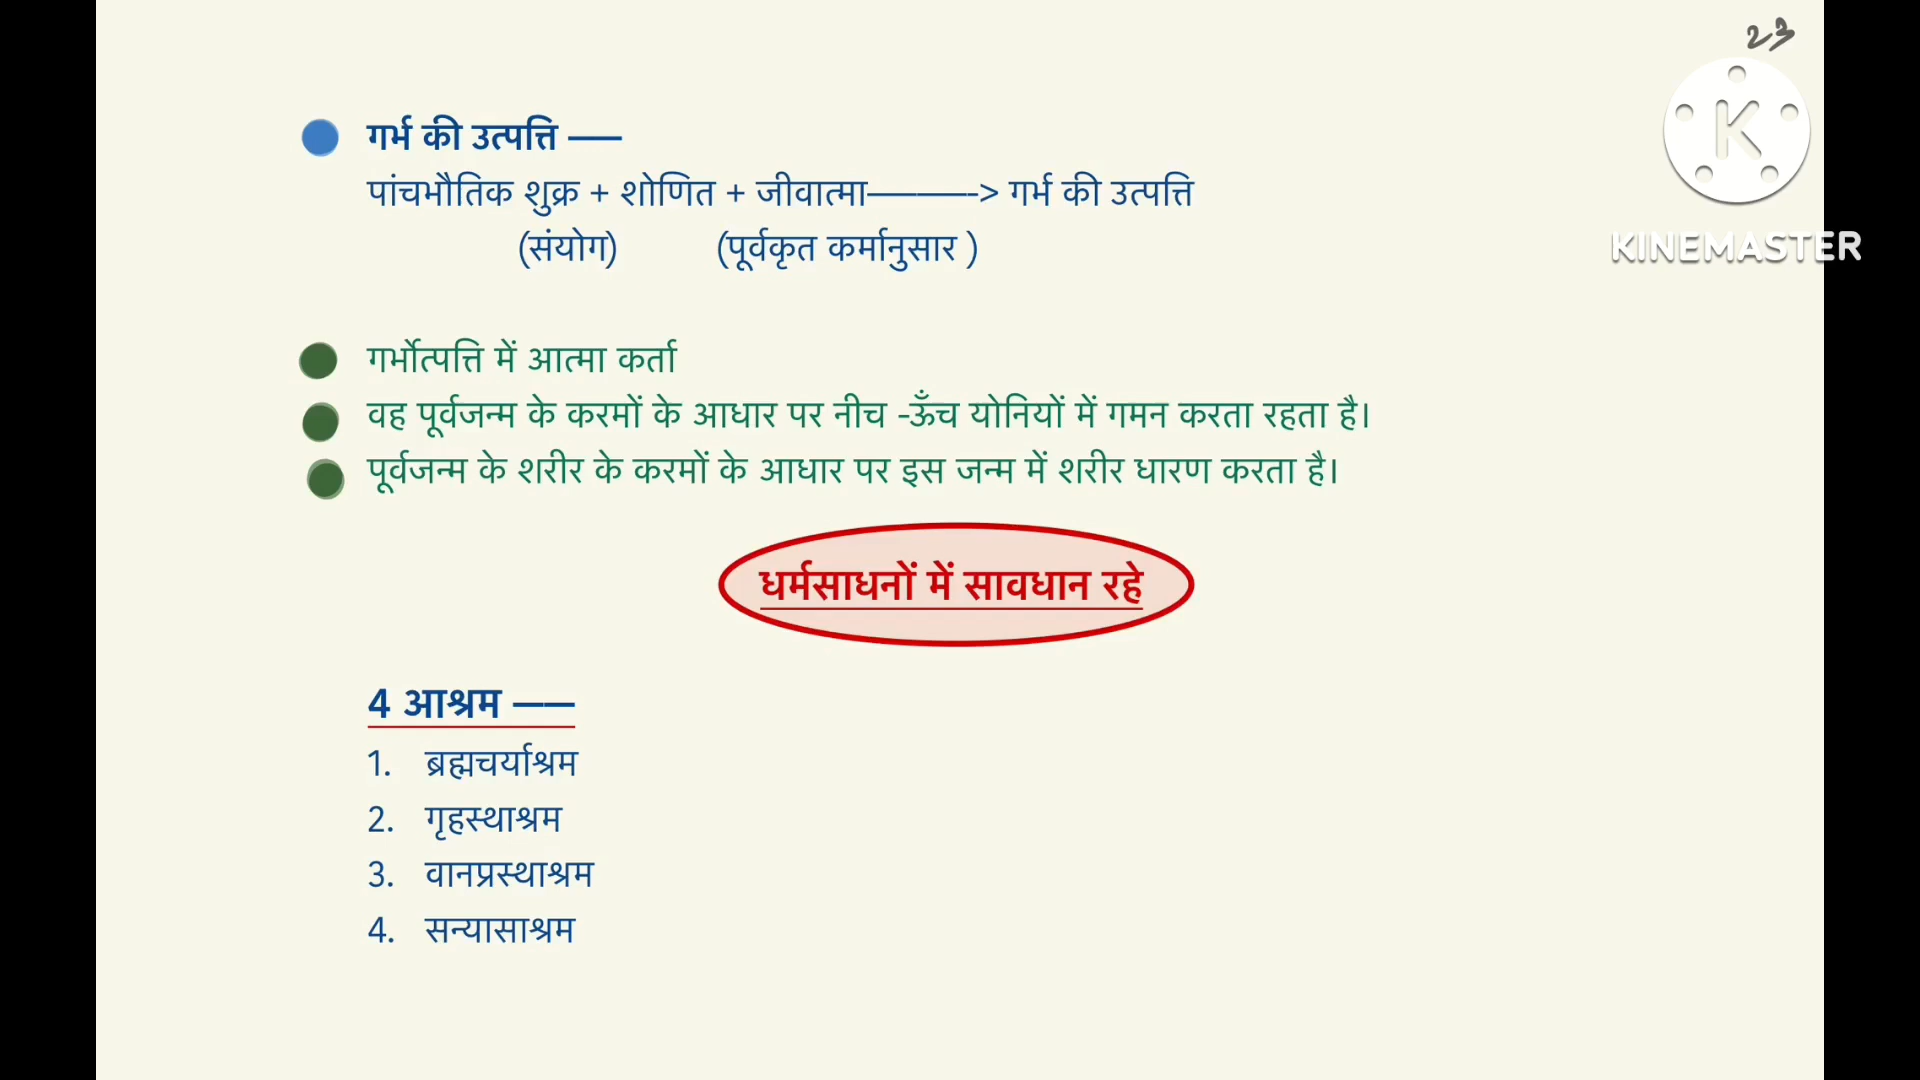 23
K
KINEMASTER
गर्भ की उत्पत्ति ——
पांचभौतिक शुक्र + शोणित + जीवात्मा————-> गर्भ की उत्पत्ति
(संयोग) (पूर्वकृत कर्मानुसार )
गर्भोत्पत्ति में आत्मा कर्ता
वह पूर्वजन्म के करमों के आधार पर नीच -ऊँच योनियों में गमन करता रहता है।
पूर्वजन्म के शरीर के करमों के आधार पर इस जन्म में शरीर धारण करता है।
धर्मसाधनों में सावधान रहे
4 आश्रम ——
1. ब्रह्मचर्याश्रम
2. गृहस्थाश्रम
3. वानप्रस्थाश्रम
4. सन्यासाश्रम